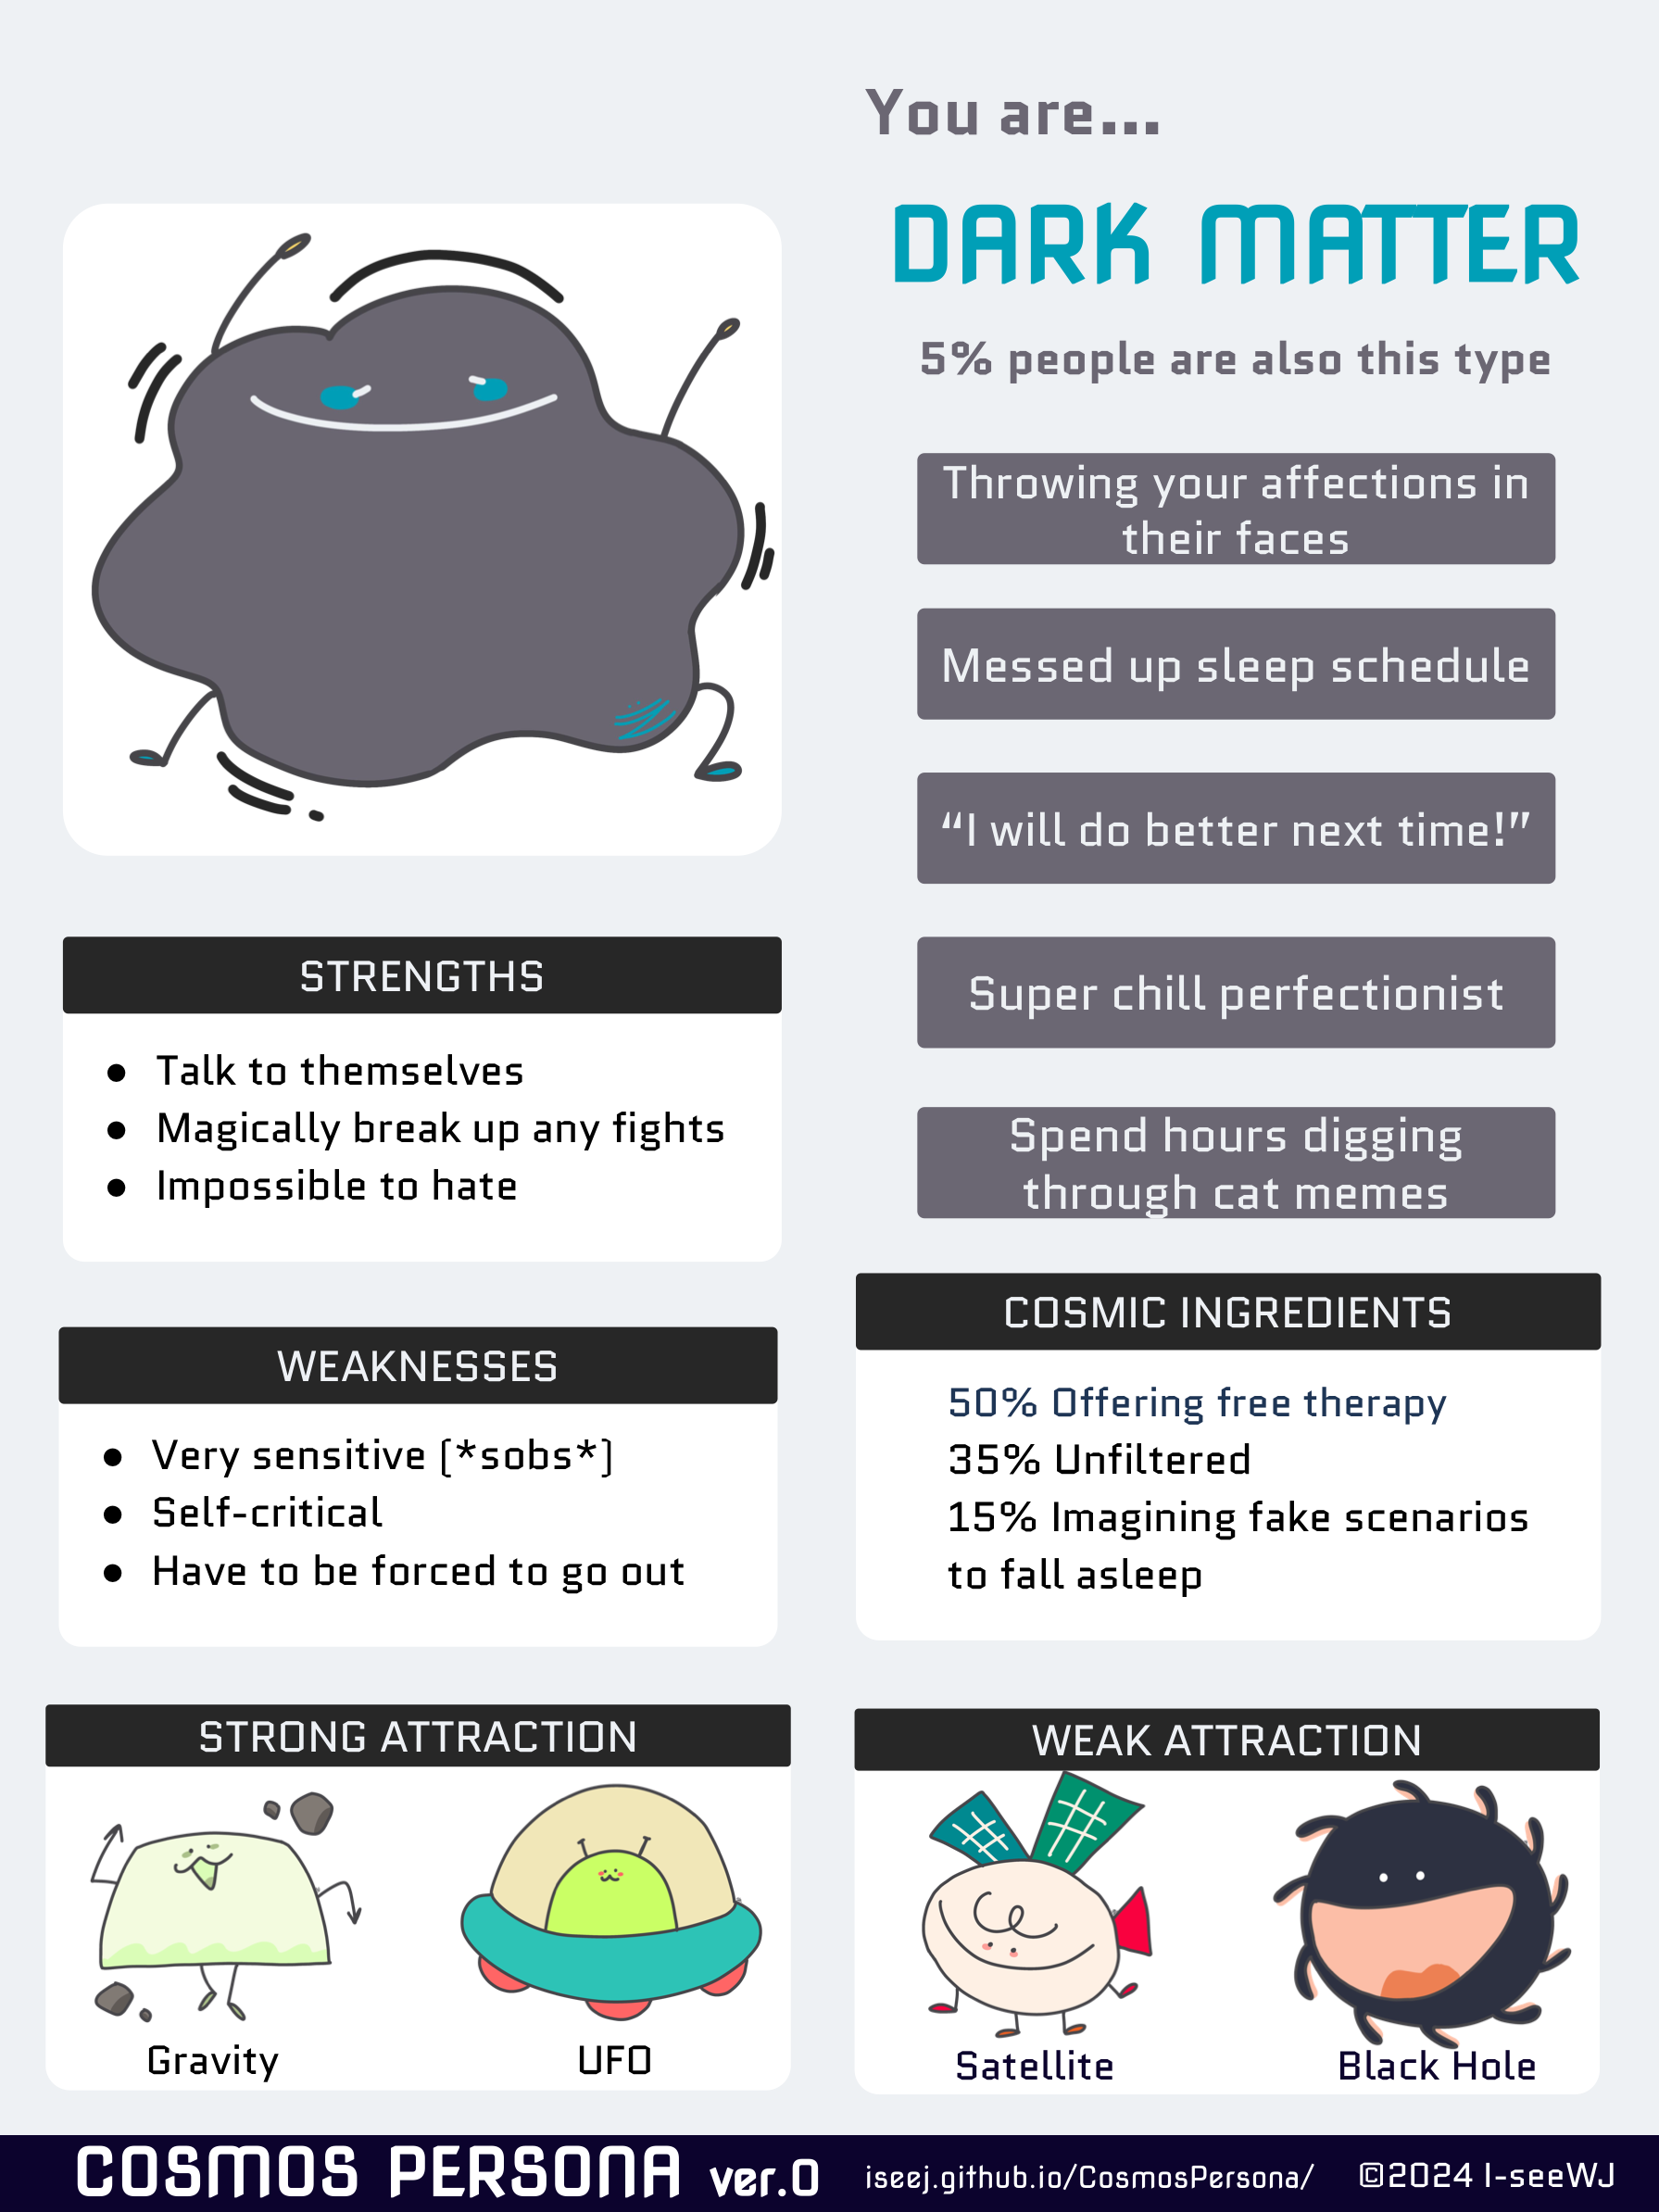 You are...
DARK MATTER
5% people are also this type
Throwing your affections in
their faces
Messed up sleep schedule
“I will do better next time!”
Super chill perfectionist
Spend hours digging
through cat memes
STRENGTHS
● Talk to themselves
● Magically break up any fights
● Impossible to hate
WEAKNESSES
● Very sensitive (*sobs*)
● Self-critical
● Have to be forced to go out
COSMIC INGREDIENTS
50% Offering free therapy
35% Unfiltered
15% Imagining fake scenarios
to fall asleep
STRONG ATTRACTION
Gravity
UFO
WEAK ATTRACTION
Satellite
Black Hole
COSMOS PERSONA ver.0
iseej.github.io/CosmosPersona/
©2024 I-seeWJ